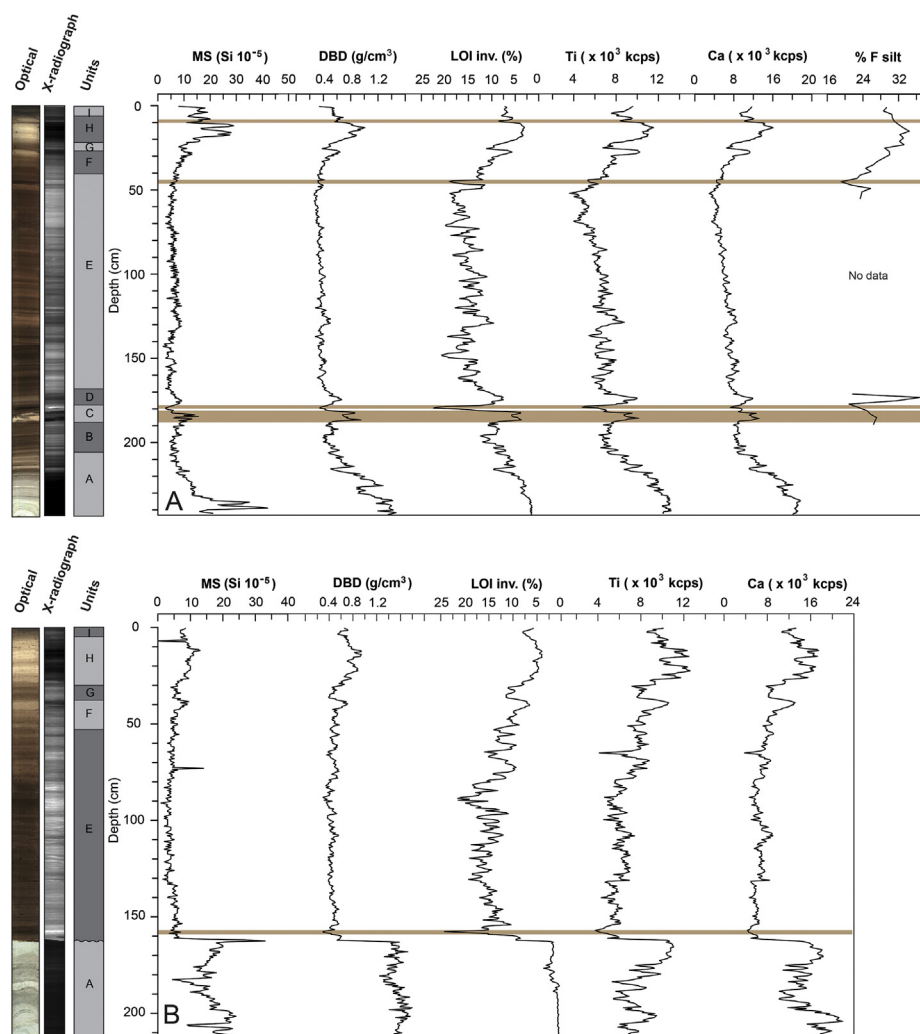 Optical
X-radiograph
Units
MS (Si 10-5)
DBD (g/cm3)
LOI inv. (%)
Ti ( x 103 kcps)
Ca ( x 103 kcps)
% F silt
0 10 20 30 40 50
0.4 0.8 1.2
25 20 15 10 5 0
4 8 12
0 8 16
16 20 24 28 32 36
Depth (cm)
0
50
100
150
200
I
H
G
F
E
D
C
B
A
No data
A
Optical
X-radiograph
Units
MS (Si 10-5)
DBD (g/cm3)
LOI inv. (%)
Ti ( x 103 kcps)
Ca ( x 103 kcps)
0 10 20 30 40
0.4 0.8 1.2
25 20 15 10 5 0
4 8 12
0 8 16 24
Depth (cm)
0
50
100
150
200
I
H
G
F
E
A
B